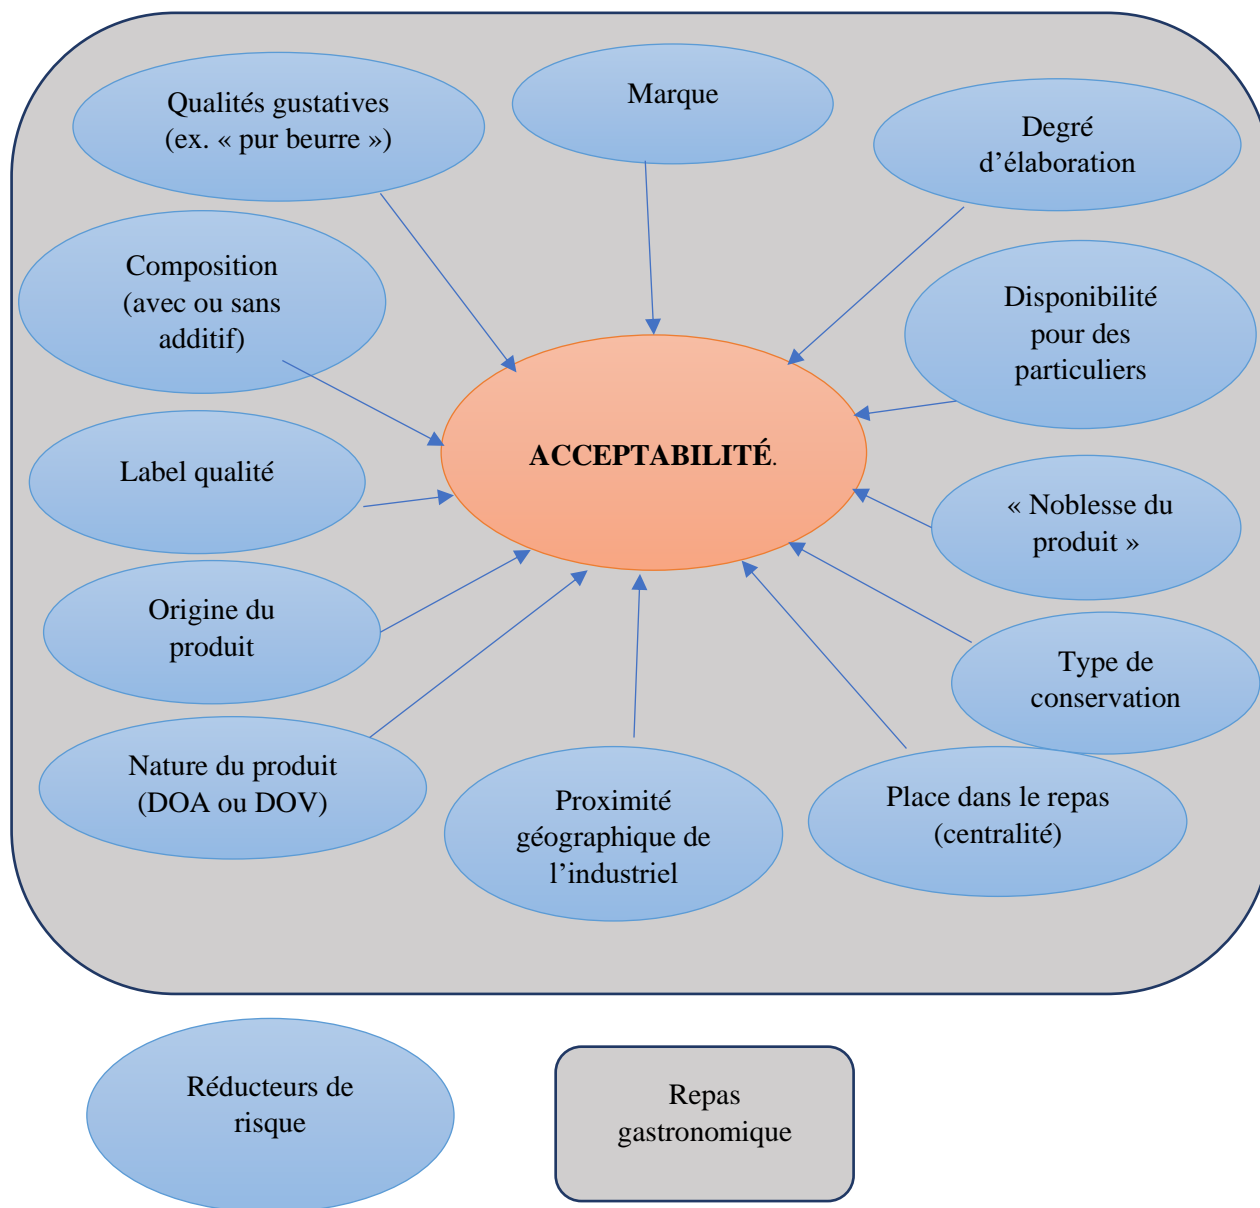 Qualités gustatives
(ex. « pur beurre »)
Marque
Degré
d’élaboration
Composition
(avec ou sans
additif)
Disponibilité
pour des
particuliers
ACCEPTABILITÉ.
Label qualité
« Noblesse du
produit »
Origine du
produit
Type de
conservation
Nature du produit
(DOA ou DOV)
Proximité
géographique de
l’industriel
Place dans le repas
(centralité)
Réducteurs de
risque
Repas
gastronomique